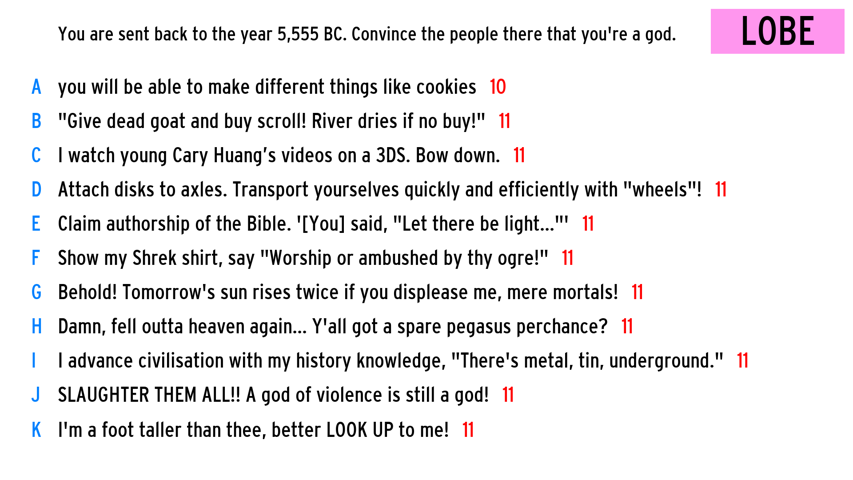 You are sent back to the year 5,555 BC. Convince the people there that you're a god.
LOBE
A you will be able to make different things like cookies 10
B "Give dead goat and buy scroll! River dries if no buy!" 11
C I watch young Cary Huang’s videos on a 3DS. Bow down. 11
D Attach disks to axles. Transport yourselves quickly and efficiently with "wheels"! 11
E Claim authorship of the Bible. '[You] said, "Let there be light..."' 11
F Show my Shrek shirt, say "Worship or ambushed by thy ogre!" 11
G Behold! Tomorrow's sun rises twice if you displease me, mere mortals! 11
H Damn, fell outta heaven again... Y'all got a spare pegasus perchance? 11
I I advance civilisation with my history knowledge, "There's metal, tin, underground." 11
J SLAUGHTER THEM ALL!! A god of violence is still a god! 11
K I'm a foot taller than thee, better LOOK UP to me! 11